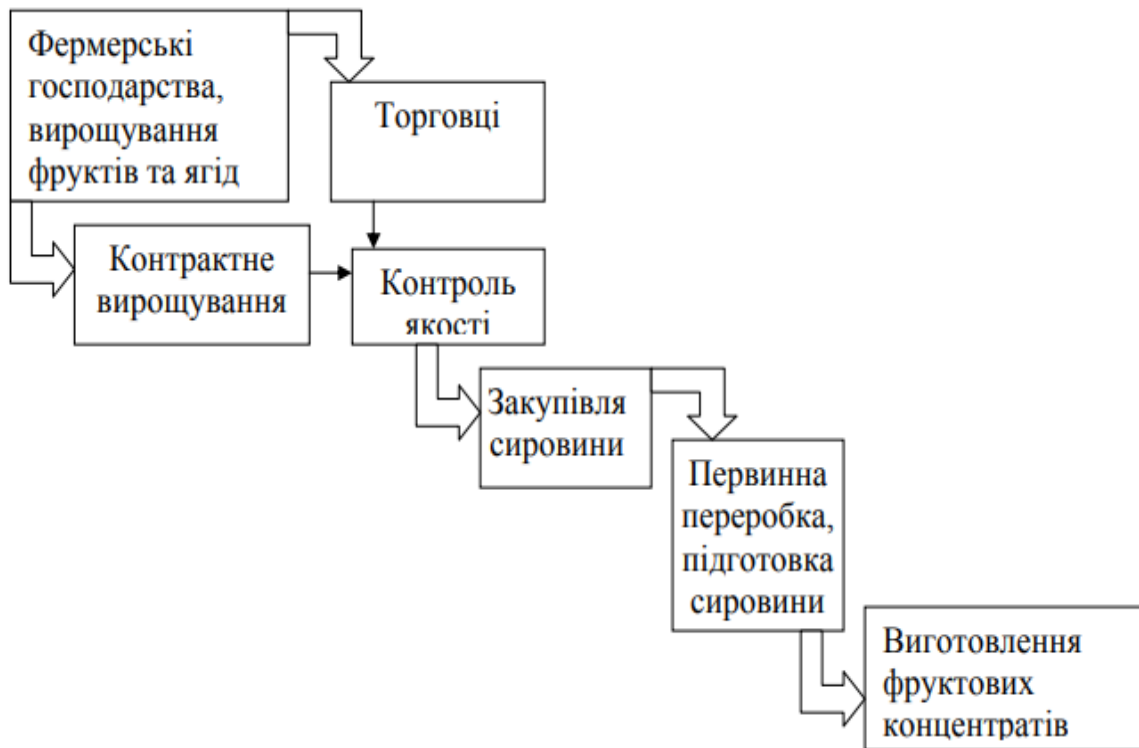 Фермерські
господарства,
вирощування
фруктів та ягід
Торговці
Контрактне
вирощування
Контроль
якості
Закупівля
сировини
Первинна
переробка,
підготовка
сировини
Виготовлення
фруктових
концентратів